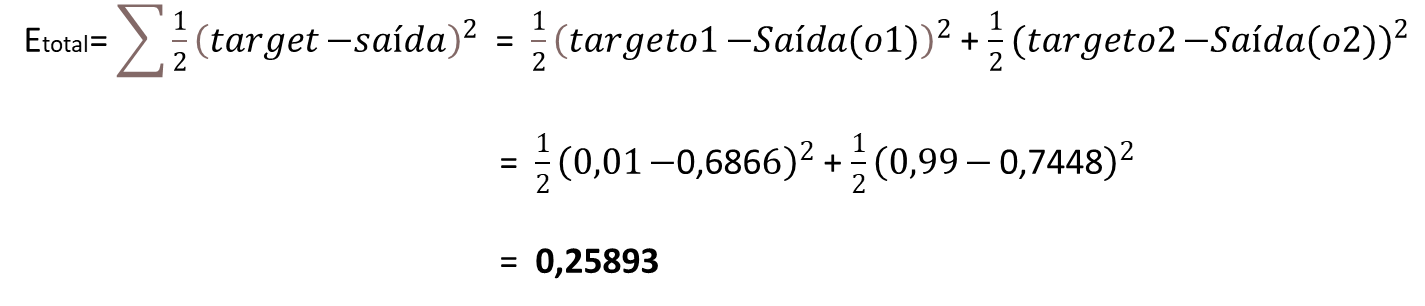 Etotal= ∑ 1/2 (target −saída)² = 1/2 (targeto1 −Saída(o1))² + 1/2 (targeto2 −Saída(o2))²
= 1/2 (0,01 −0,6866)² + 1/2 (0,99 − 0,7448)²
= 0,25893